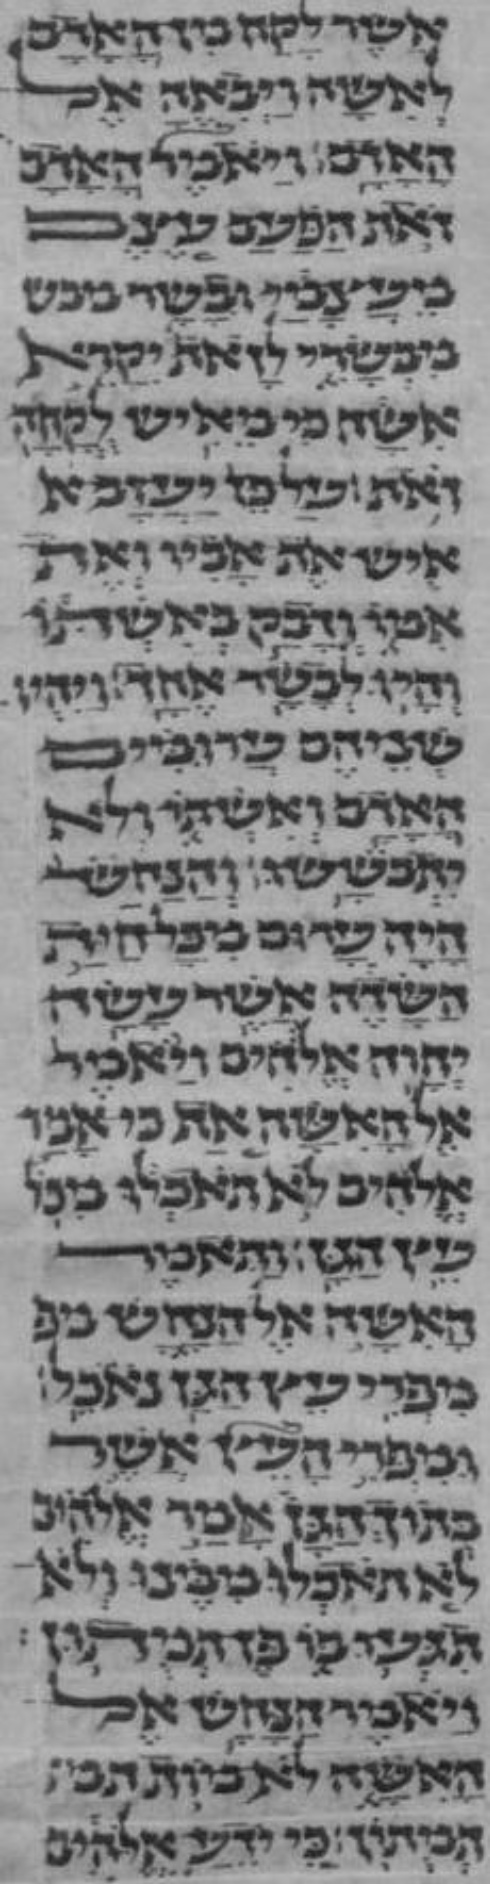 אשר לקח מן האדם
לאשה ויבאה אל
האדם׃ ויאמר האדם
זאת הפעם עצם
מעצמי ובשר מבש
מבשרי לזאת יקרא
אשה כי מאיש לקחה
זאת׃ על כן יעזב א
איש את אביו ואת
אמו ודבק באשתו
והיו לבשר אחד׃ ויהיו
שניהם ערומים
האדם ואשתו ולא
יתבששו׃ והנחש
היה ערום מכל חית
השדה אשר עשה
יהוה אלהים ויאמר
אל האשה אף כי אמר
אלהים לא תאכלו מכל
עץ הגן׃ ותאמר
האשה אל הנחש מפ
מפרי עץ הגן נאכל׃
ומפרי העץ אשר
בתוך הגן אמר אלהים
לא תאכלו ממנו ולא
תגעו בו פן תמתון׃
ויאמר הנחש אל
האשה לא מות תמ
תמתון׃ כי ידע אלהים